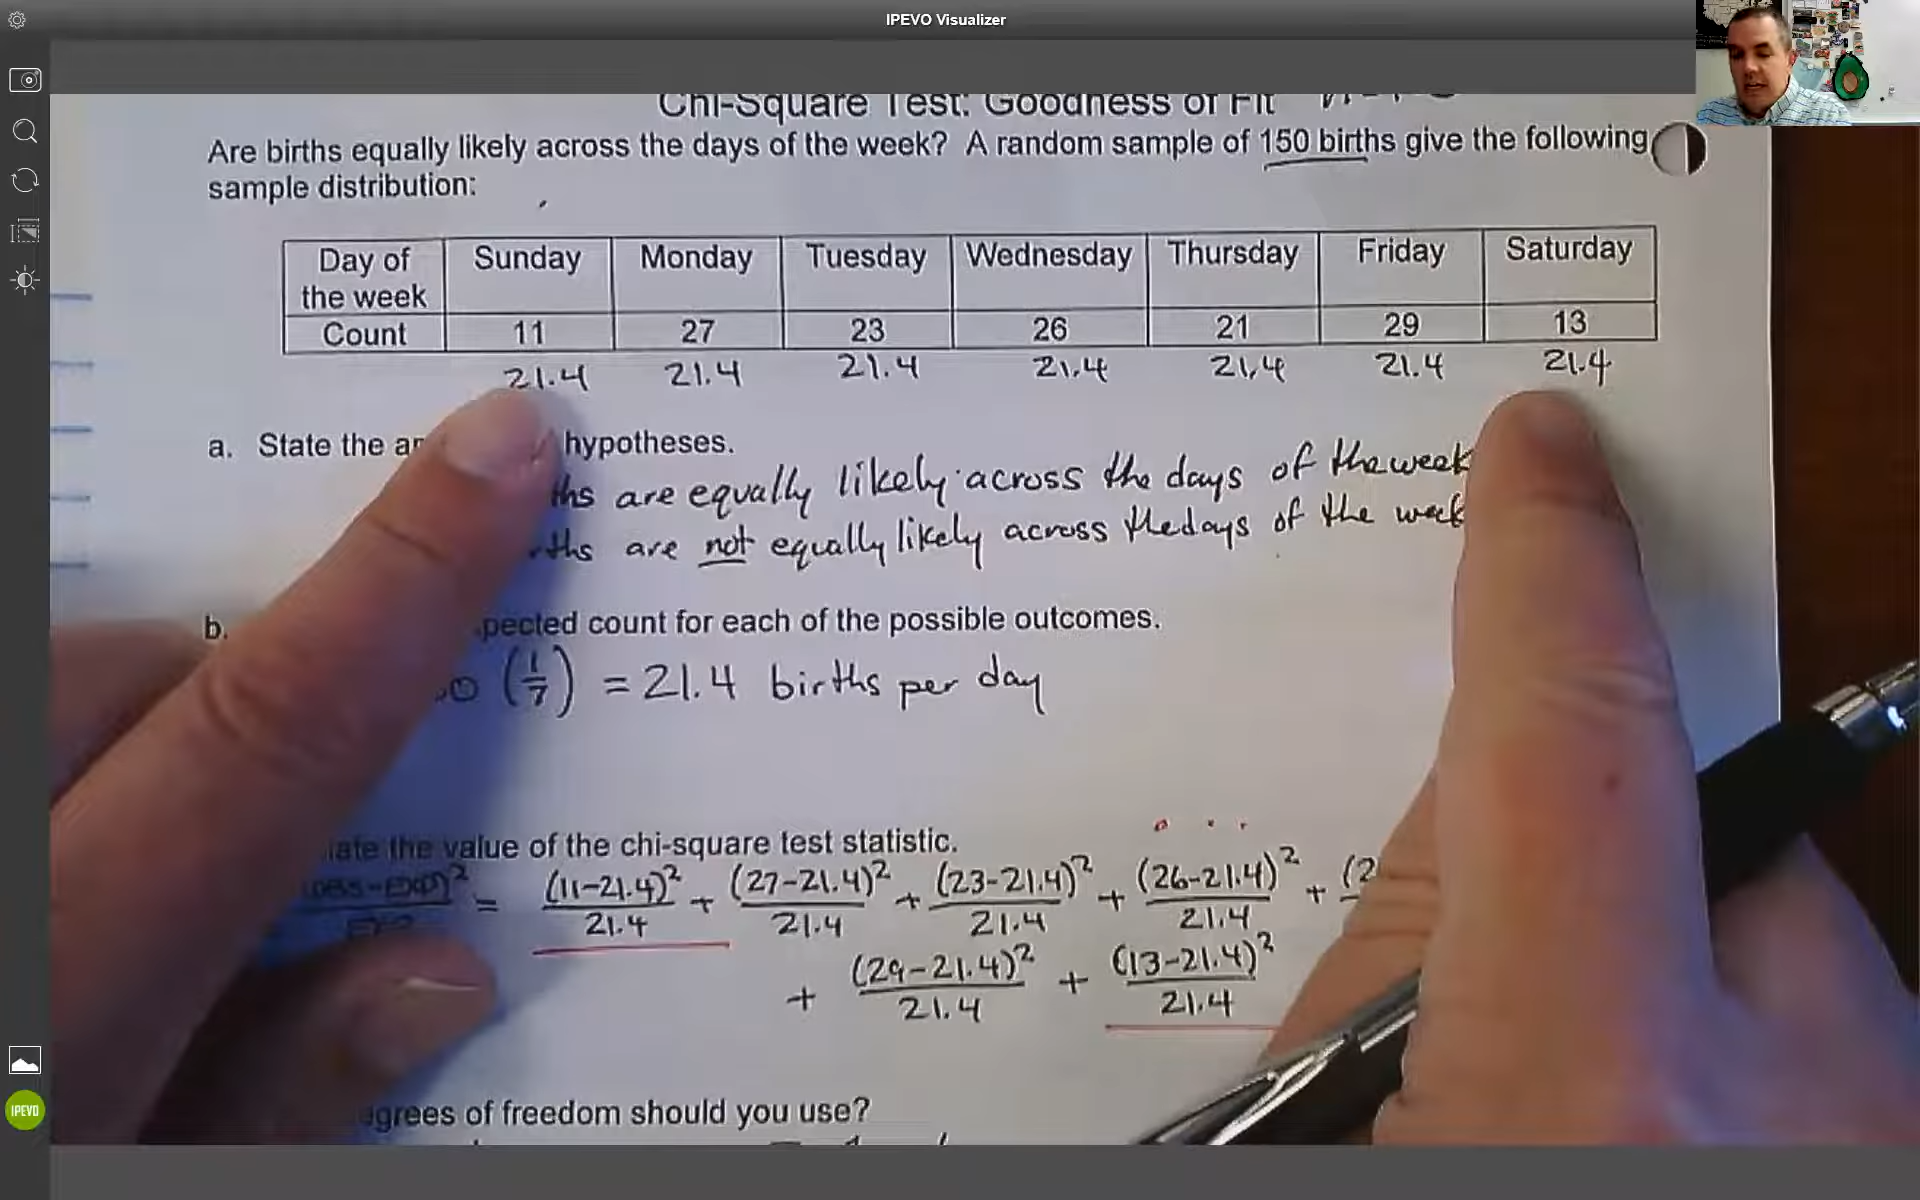 IPEVO Visualizer
Chi-Square Test: Goodness of Fit
Are births equally likely across the days of the week? A random sample of 150 births give the following
sample distribution:
Day of the week Sunday Monday Tuesday Wednesday Thursday Friday Saturday
Count 11 27 23 26 21 29 13
21.4 21.4 21.4 21.4 21.4 21.4 21.4
a. State the hypotheses.
are equally likely across the days of the week
are not equally likely across the days of the week
b. count for each of the possible outcomes.
(1/7) = 21.4 births per day
the value of the chi-square test statistic.
= (11-21.4)²/21.4 + (27-21.4)²/21.4 + (23-21.4)²/21.4 + (26-21.4)²/21.4 + (2
+ (29-21.4)²/21.4 + (13-21.4)²/21.4
of freedom should you use?
IPEVO